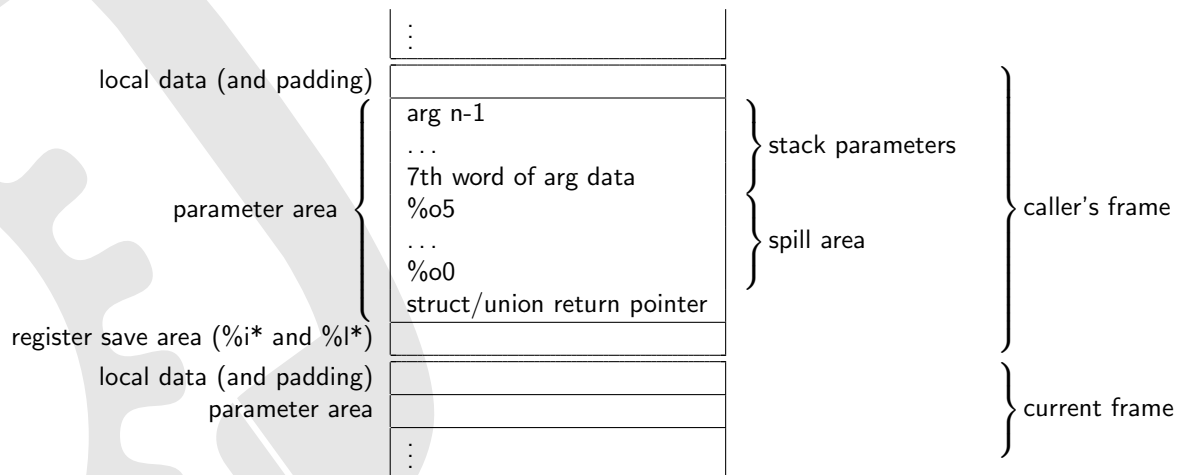 ⋮
local data (and padding)
arg n-1
. . .
stack parameters
7th word of arg data
parameter area
%o5
caller's frame
. . .
spill area
%o0
struct/union return pointer
register save area (%i* and %l*)
local data (and padding)
parameter area
current frame
⋮